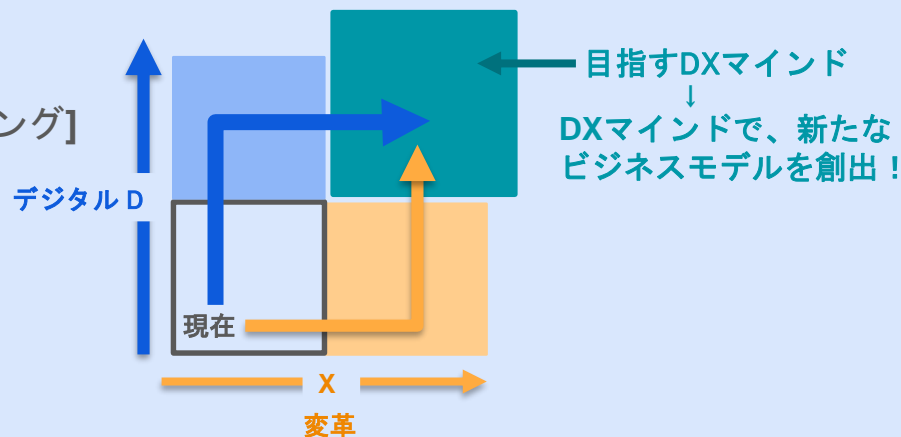 ング]
目指すDXマインド
↓
DXマインドで、新たな
ビジネスモデルを創出！
デジタル D
現在
X
変革